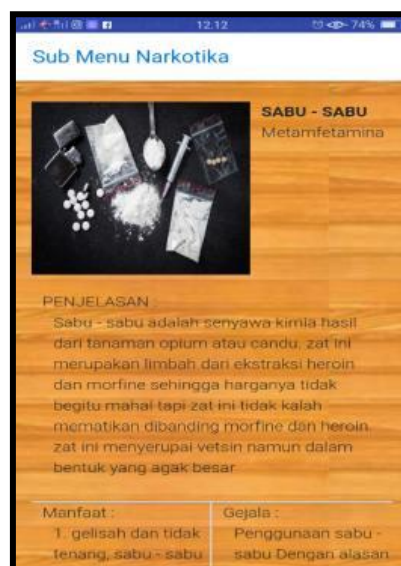 12.12
74%
Sub Menu Narkotika
SABU - SABU
Metamfetamina
PENJELASAN :
Sabu - sabu adalah senyawa kimia hasil
dari tanaman opium atau candu. zat ini
merupakan limbah dari ekstraksi heroin
dan morfine sehingga harganya tidak
begitu mahal tapi zat ini tidak kalah
mematikan dibanding morfine dan heroin.
zat ini menyerupai vetsin namun dalam
bentuk yang agak besar
Manfaat :
1. gelisah dan tidak
tenang, sabu - sabu
Gejala :
Penggunaan sabu -
sabu Dengan alasan